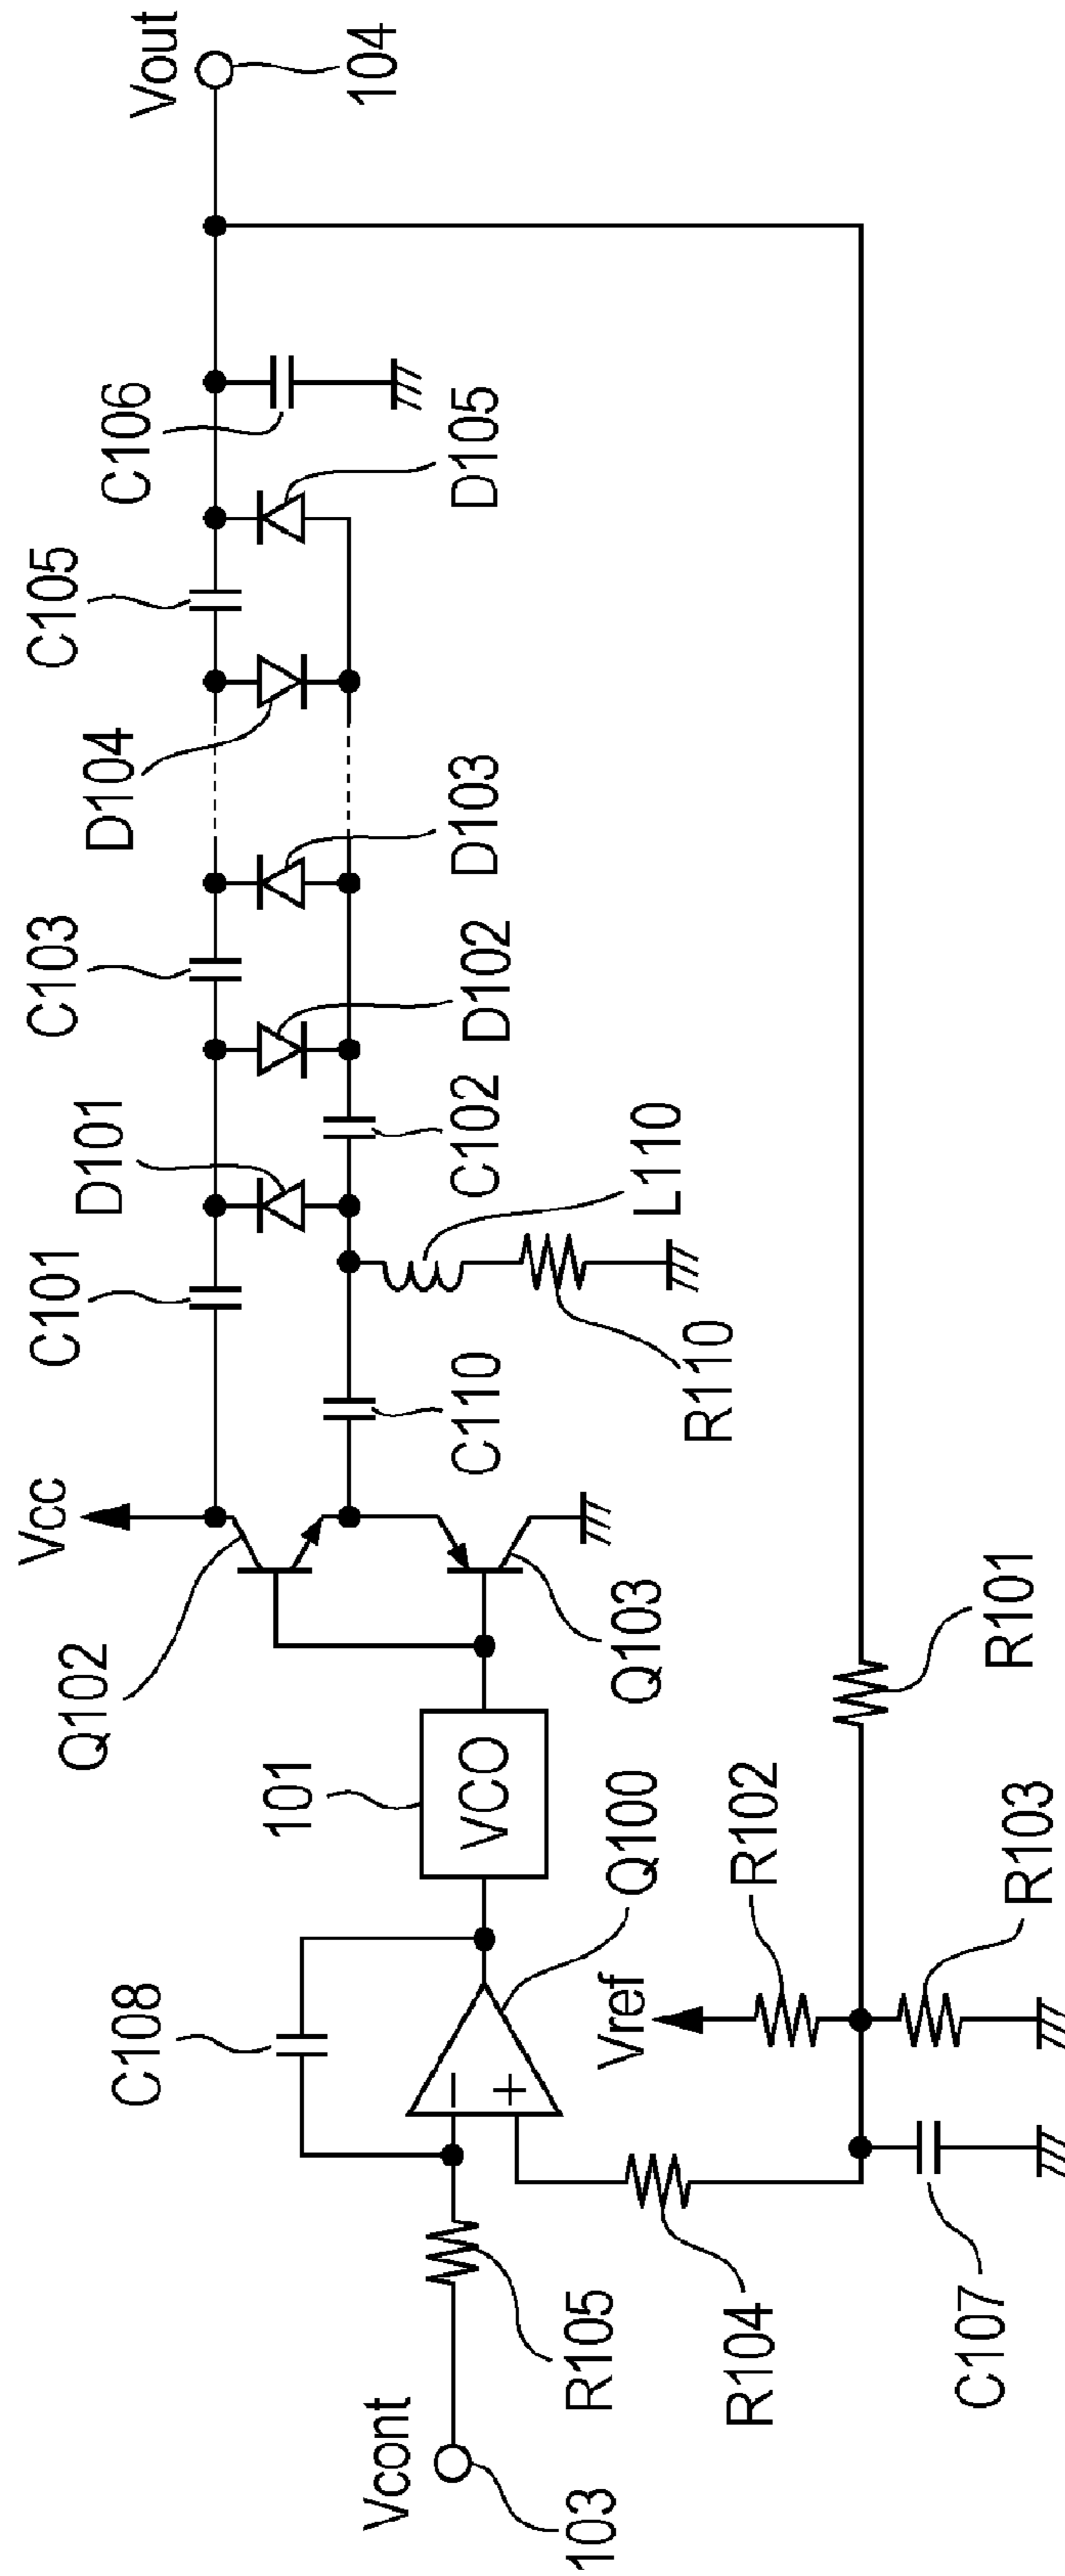 Vcont
103
R105
C108
R104
C107
Vref
R102
R103
Q100
101
VCO
R101
Q102
Q103
Vcc
C110
C101
R110
L110
D101
C102
D102
C103
D103
D104
C105
D105
C106
Vout
104
-
+